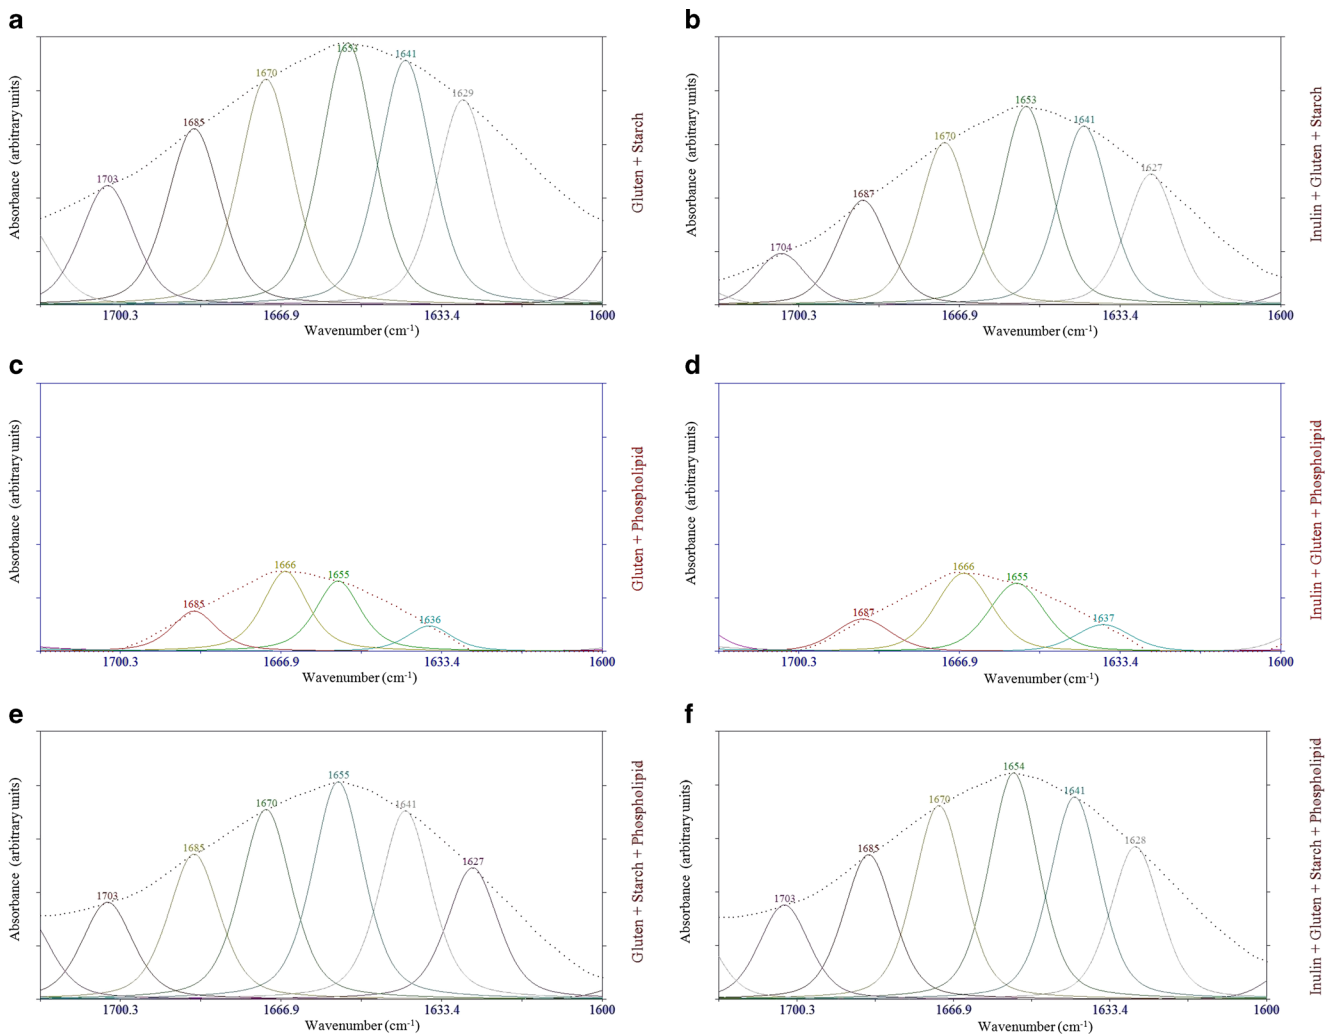 a
1703
1685
1670
1653
1641
1629
Absorbance (arbitrary units)
Gluten + Starch
1700.3
1666.9
1633.4
1600
Wavenumber (cm-1)
b
1704
1687
1670
1653
1641
1627
Absorbance (arbitrary units)
Inulin + Gluten + Starch
1700.3
1666.9
1633.4
1600
Wavenumber (cm-1)
c
1685
1666
1655
1636
Absorbance (arbitrary units)
Gluten + Phospholipid
1700.3
1666.9
1633.4
1600
Wavenumber (cm-1)
d
1687
1666
1655
1637
Absorbance (arbitrary units)
Inulin + Gluten + Phospholipid
1700.3
1666.9
1633.4
1600
Wavenumber (cm-1)
e
1703
1685
1670
1655
1641
1627
Absorbance (arbitrary units)
Gluten + Starch + Phospholipid
1700.3
1666.9
1633.4
1600
Wavenumber (cm-1)
f
1703
1685
1670
1654
1641
1628
Absorbance (arbitrary units)
Inulin + Gluten + Starch + Phospholipid
1700.3
1666.9
1633.4
1600
Wavenumber (cm-1)